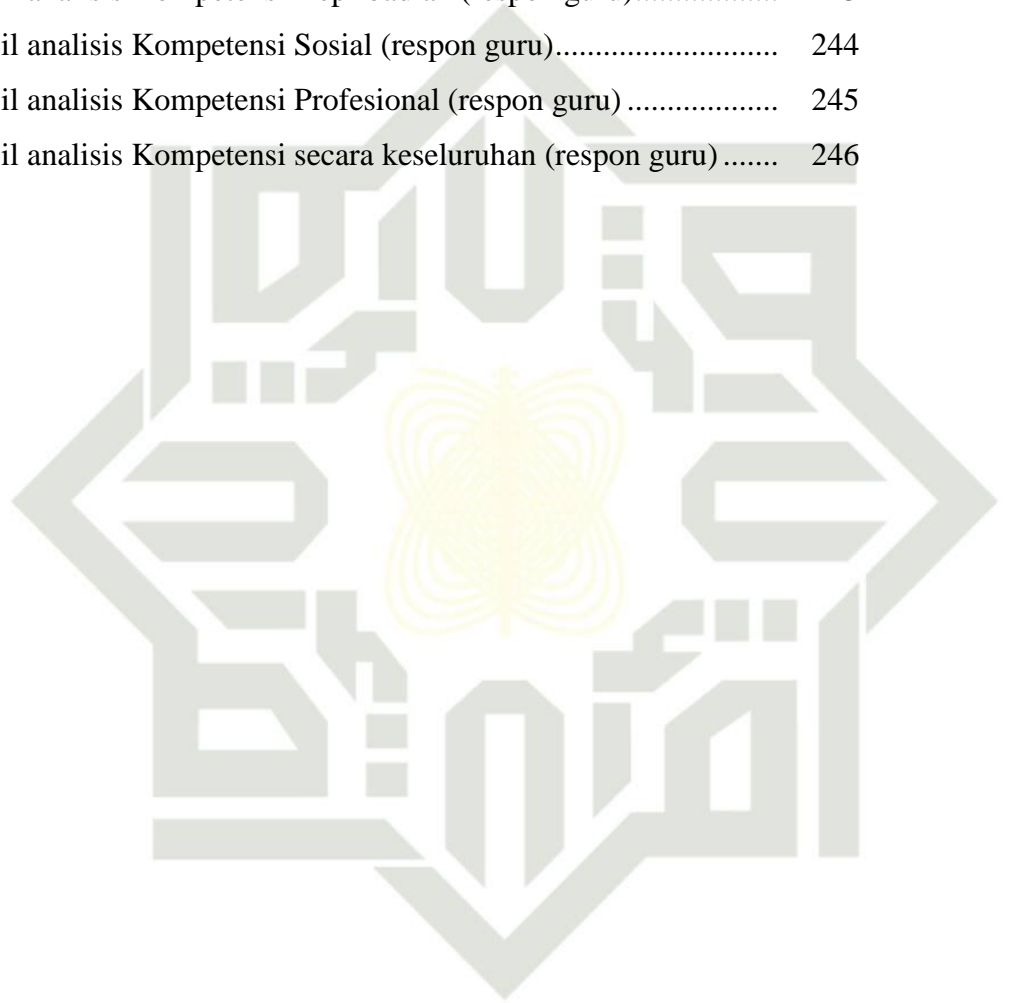 il analisis Kompetensi Sosial (respon guru)............................ 244
il analisis Kompetensi Profesional (respon guru) ................... 245
il analisis Kompetensi secara keseluruhan (respon guru) ....... 246